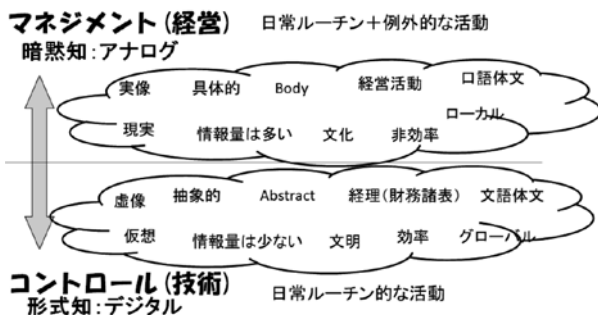 マネジメント(経営) 日常ルーチン＋例外的な活動
暗黙知：アナログ
実像 具体的 Body 経営活動 口語体文
ローカル
現実 情報量は多い 文化 非効率
虚像 抽象的 Abstract 経理(財務諸表) 文語体文
仮想 情報量は少ない 文明 効率 グローバル
コントロール(技術) 日常ルーチン的な活動
形式知：デジタル